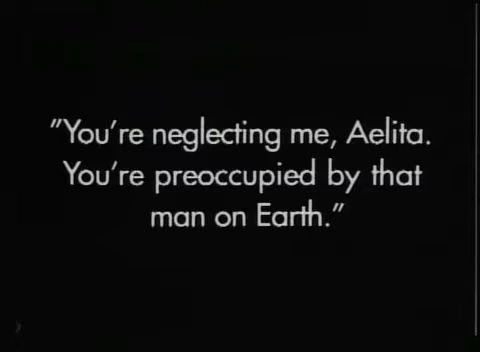 "You're neglecting me, Aelita.
You're preoccupied by that
man on Earth."